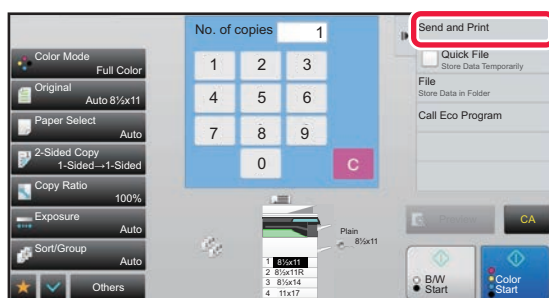 No. of copies 1
Send and Print
Quick File
Store Data Temporarily
File
Store Data in Folder
Call Eco Program
Color Mode
Full Color
Original
Auto 8½x11
Paper Select
Auto
2-Sided Copy
1-Sided→1-Sided
Copy Ratio
100%
Exposure
Auto
Sort/Group
Auto
Others
1 2 3
4 5 6
7 8 9
0 C
Plain
8½x11
1 8½x11
2 8½x11R
3 8½x14
4 11x17
Preview
CA
B/W
Start
Color
Start